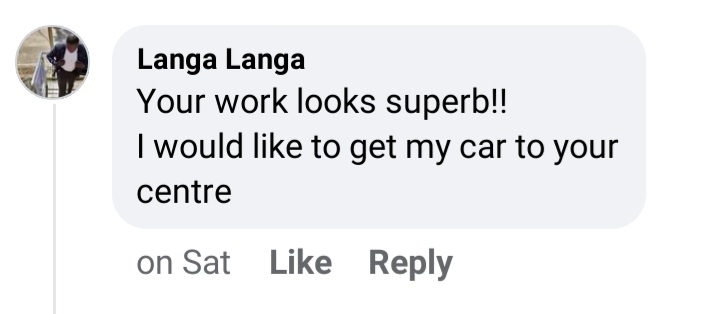 Langa Langa
Your work looks superb!!
I would like to get my car to your
centre
on Sat Like Reply